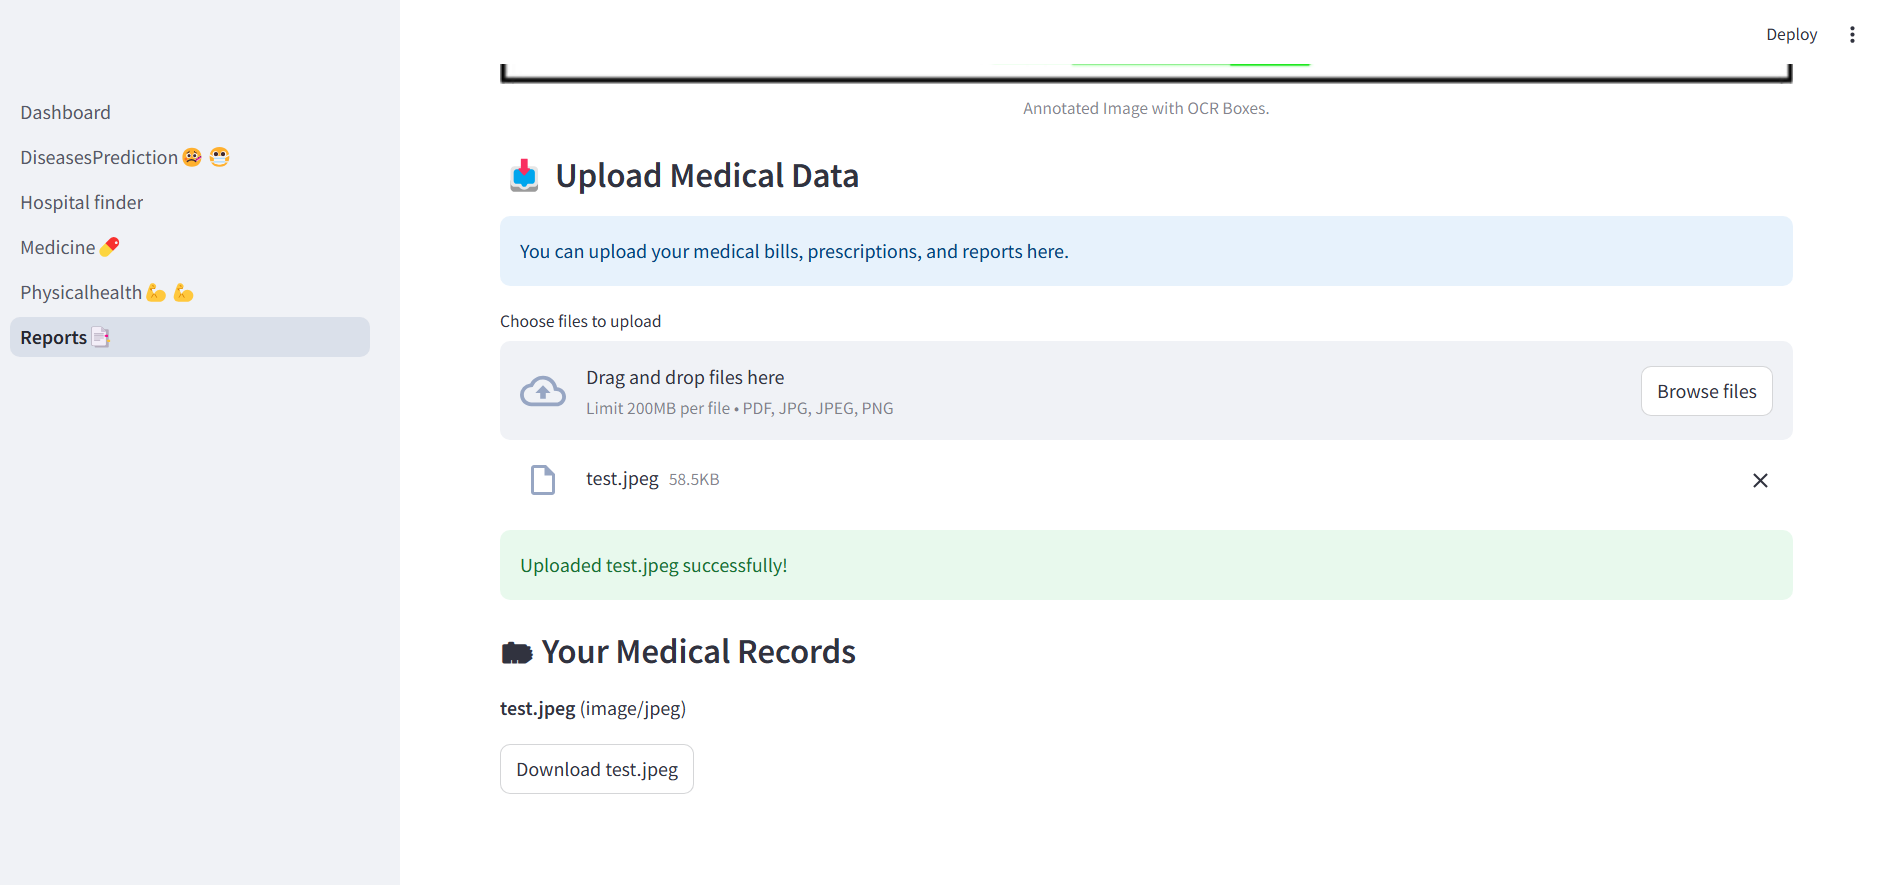 Deploy
Dashboard
DiseasesPrediction🤒 😷
Hospital finder
Medicine💊
Physicalhealth💪 💪
Reports📑
Annotated Image with OCR Boxes.
📥 Upload Medical Data
You can upload your medical bills, prescriptions, and reports here.
Choose files to upload
Drag and drop files here
Limit 200MB per file • PDF, JPG, JPEG, PNG
Browse files
test.jpeg 58.5KB
Uploaded test.jpeg successfully!
Your Medical Records
test.jpeg (image/jpeg)
Download test.jpeg